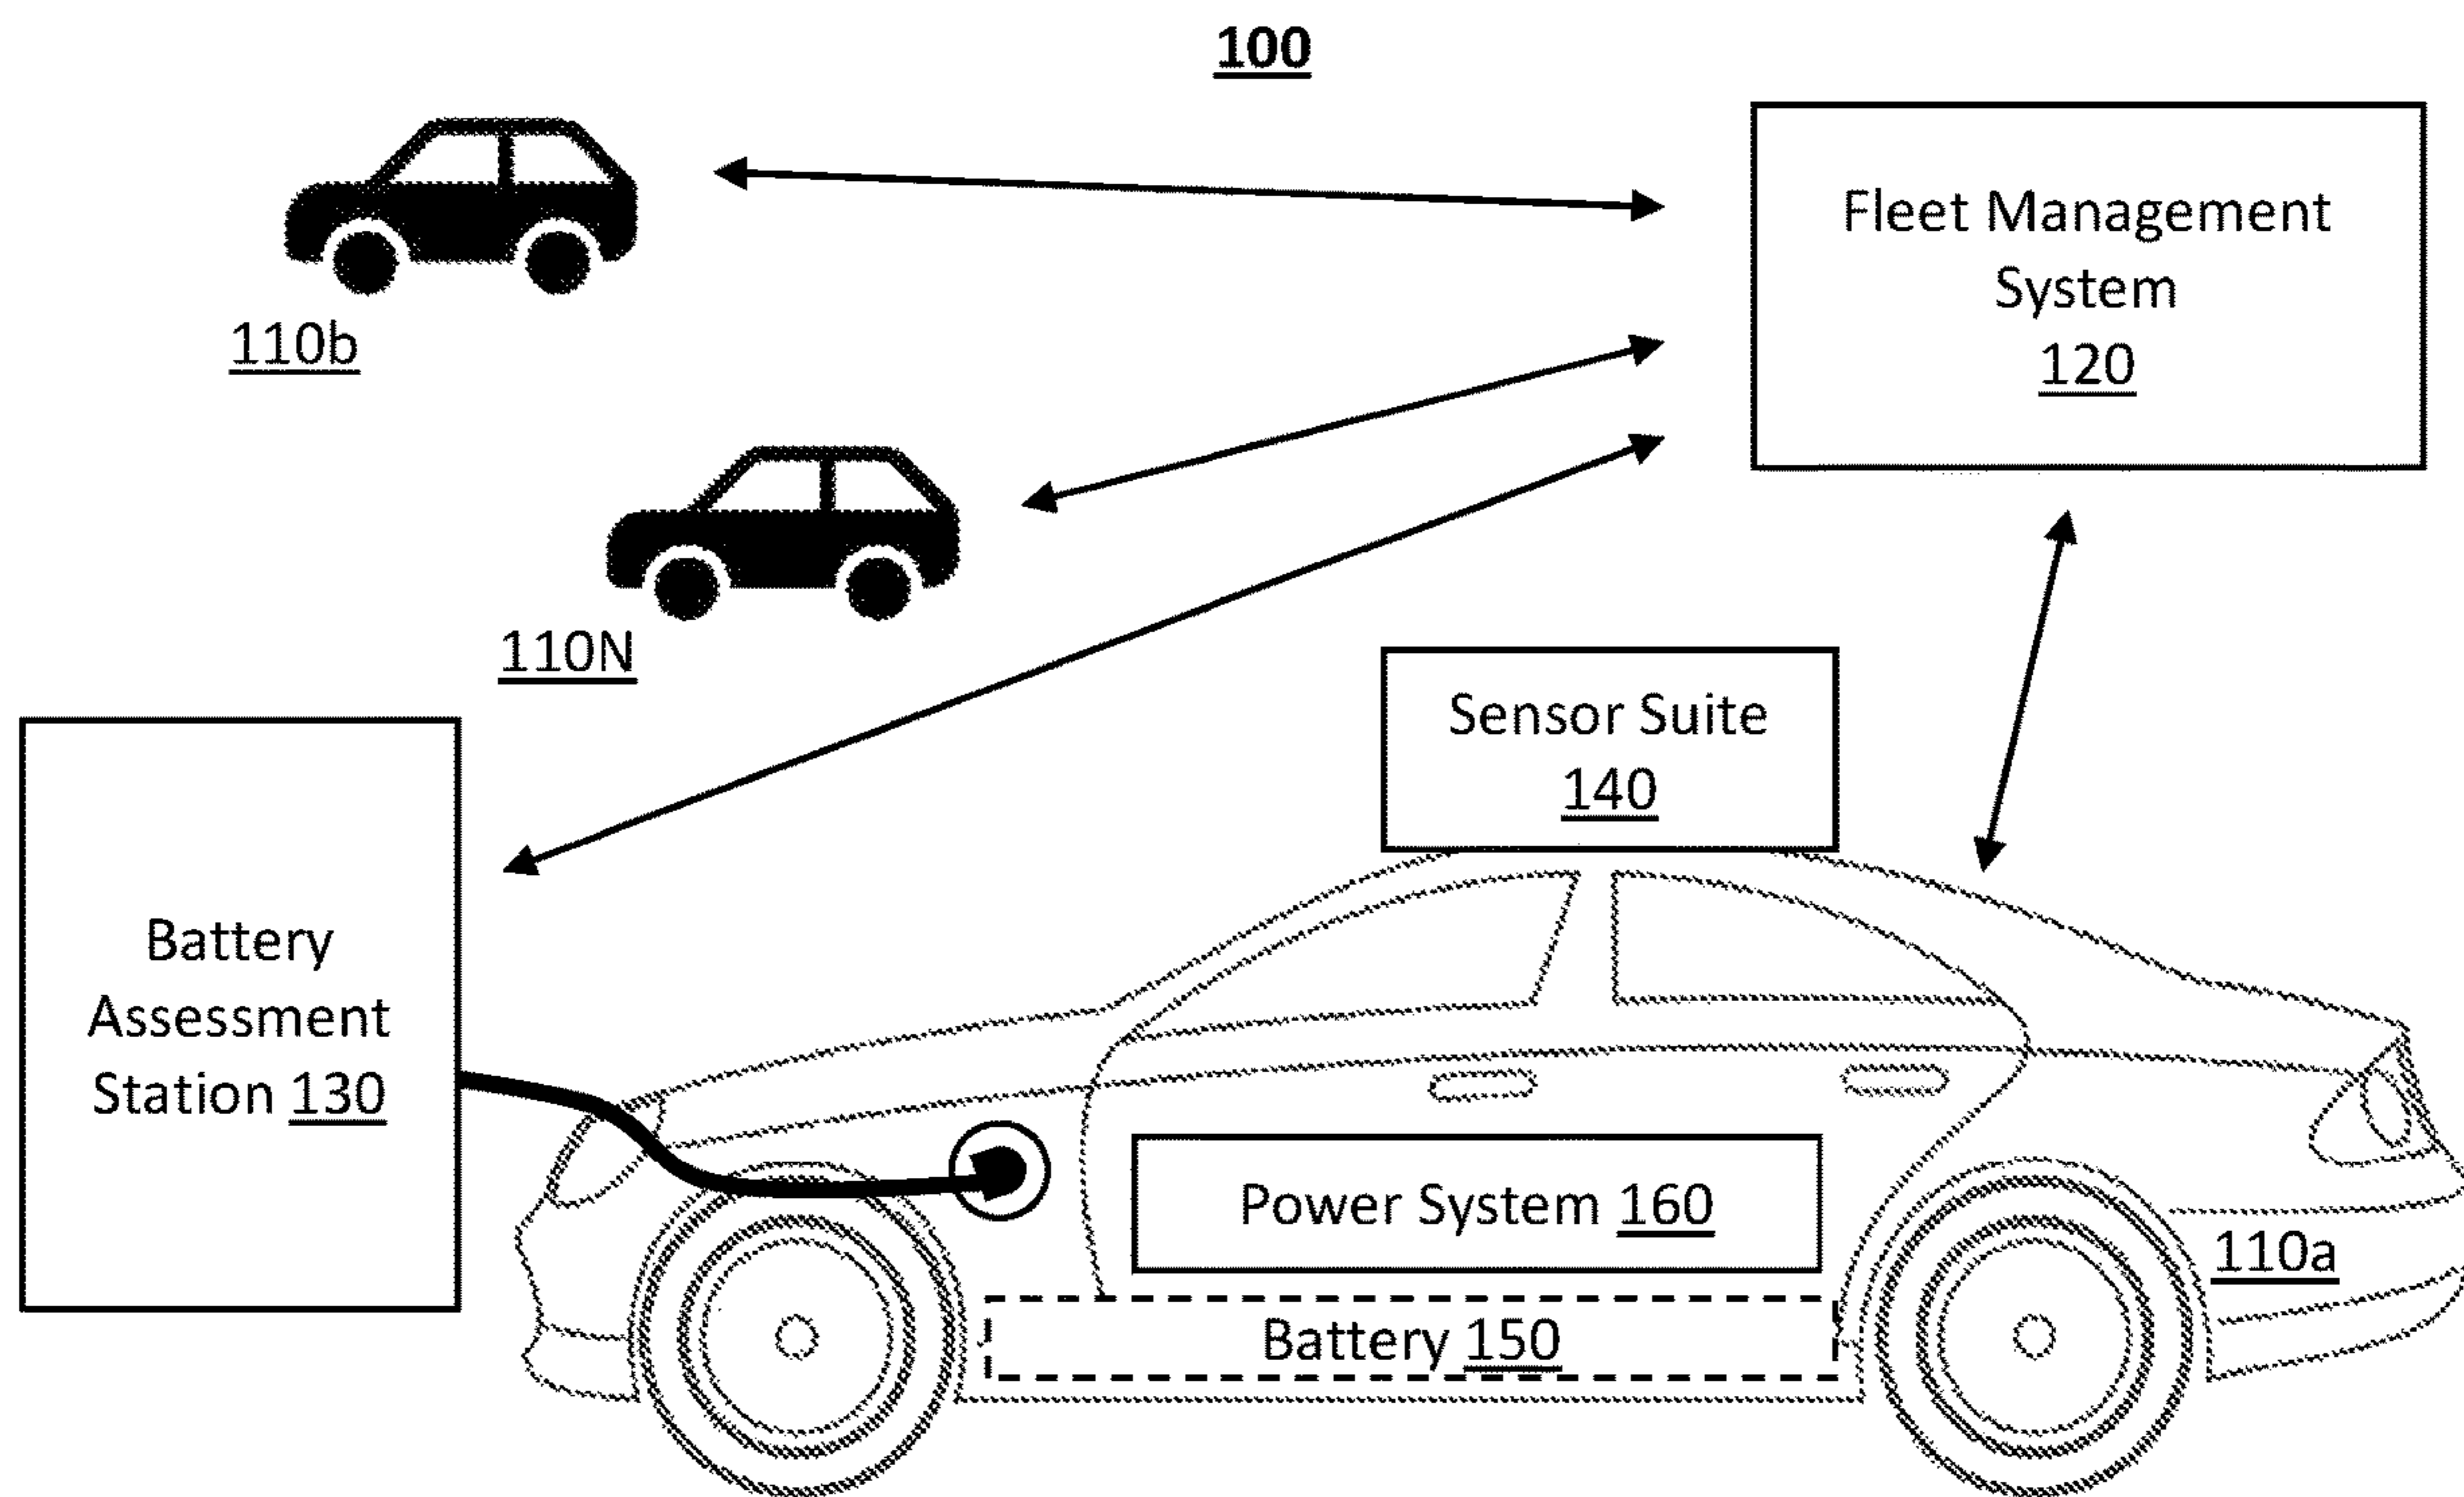 100
Fleet Management
System
120
110b
110N
Sensor Suite
140
Battery
Assessment
Station 130
Power System 160
110a
Battery 150